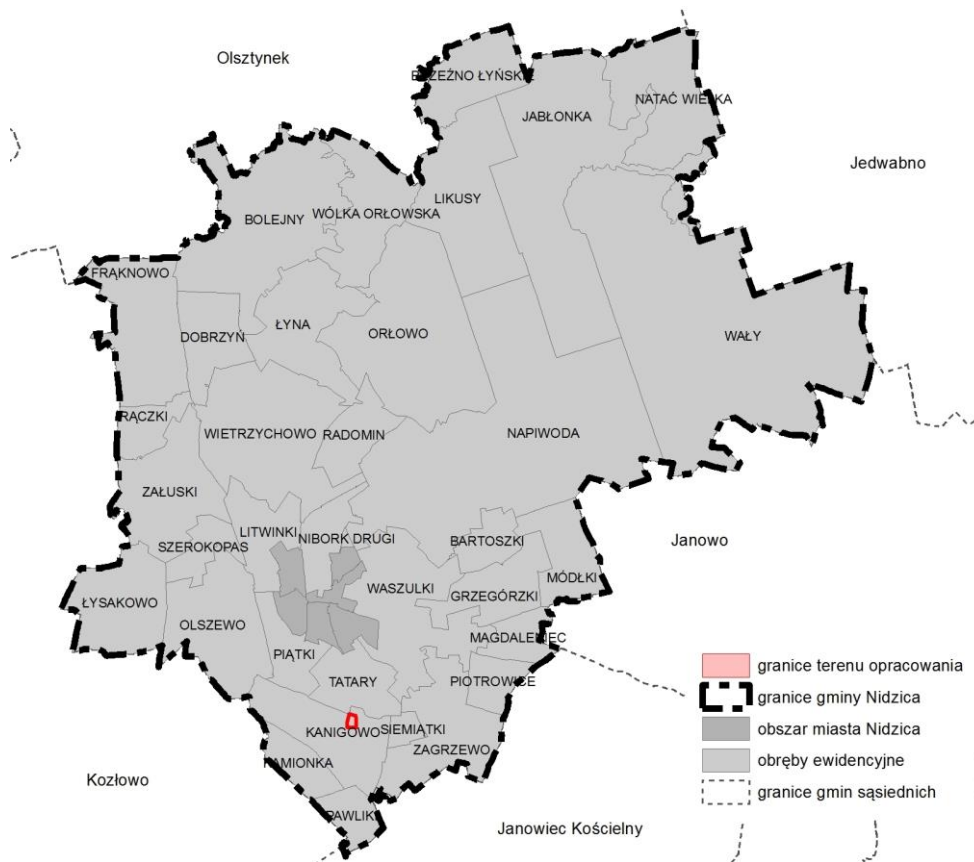 Olsztynek
BRZEŹNO ŁYŃSKIE
NATAĆ WIELKA
JABŁONKA
Jedwabno
LIKUSY
BOLEJNY
WÓLKA ORŁOWSKA
FRĄKNOWO
ŁYNA
ORŁOWO
DOBRZYŃ
WAŁY
RĄCZKI
WIETRZYCHOWO
RADOMIN
NAPIWODA
ZAŁUSKI
LITWINKI
NIBORK DRUGI
BARTOSZKI
Janowo
SZEROKOPAS
MÓDŁKI
WASZULKI
GRZEGÓRZKI
ŁYSAKOWO
OLSZEWO
MAGDALENIEC
PIĄTKI
TATARY
PIOTROWICE
KANIGOWO
SIEMIĄTKI
ZAGRZEWO
KAMIONKA
Kozłowo
PAWLIKI
Janowiec Kościelny
granice terenu opracowania
granice gminy Nidzica
obszar miasta Nidzica
obręby ewidencyjne
granice gmin sąsiednich